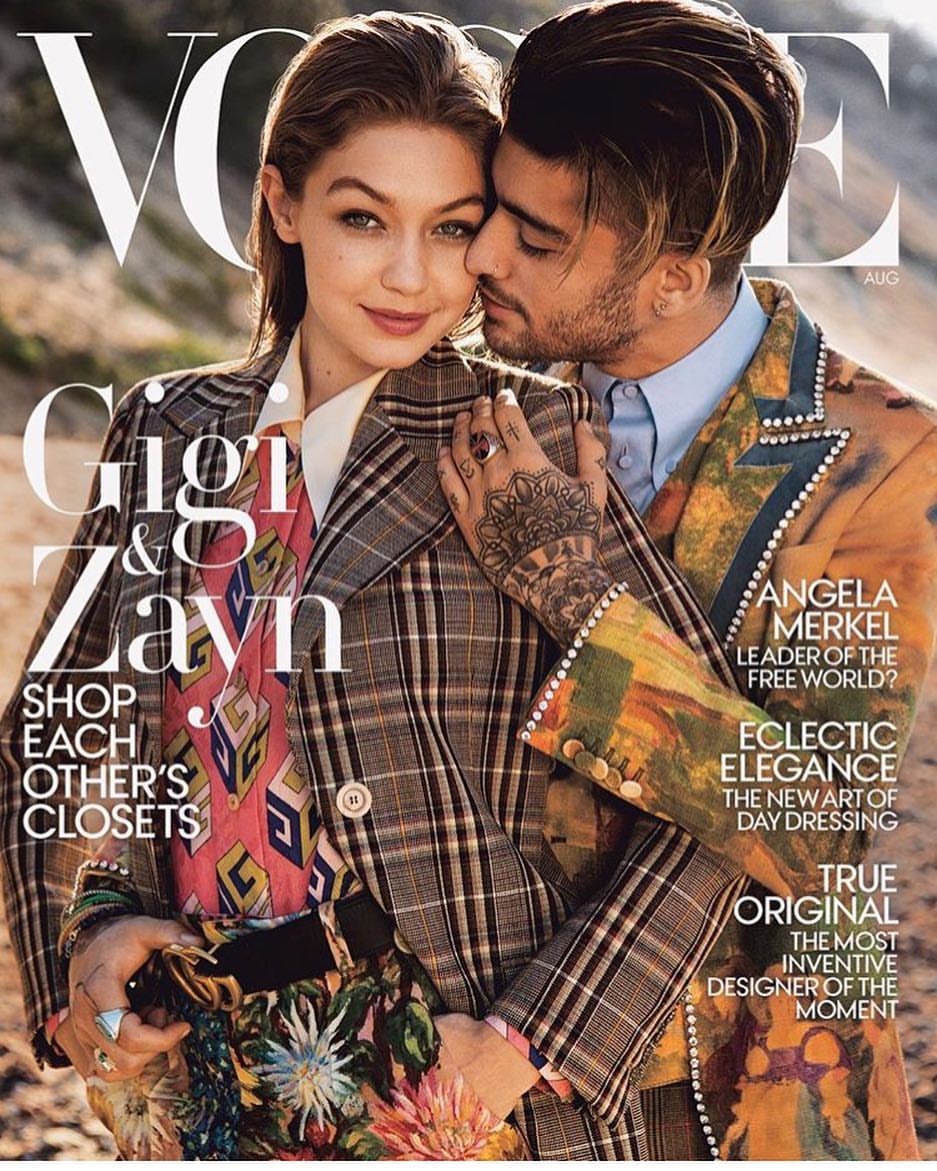 VOGUE
AUG
Gigi
&
Zayn
SHOP
EACH
OTHER'S
CLOSETS
ANGELA
MERKEL
LEADER OF THE
FREE WORLD?
ECLECTIC
ELEGANCE
THE NEW ART OF
DAY DRESSING
TRUE
ORIGINAL
THE MOST
INVENTIVE
DESIGNER OF THE
MOMENT